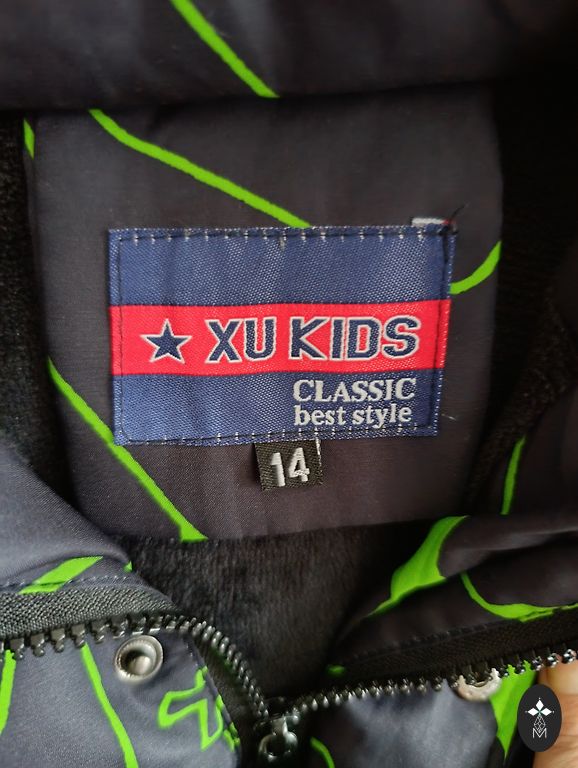 XU KIDS
CLASSIC
best style
14
M